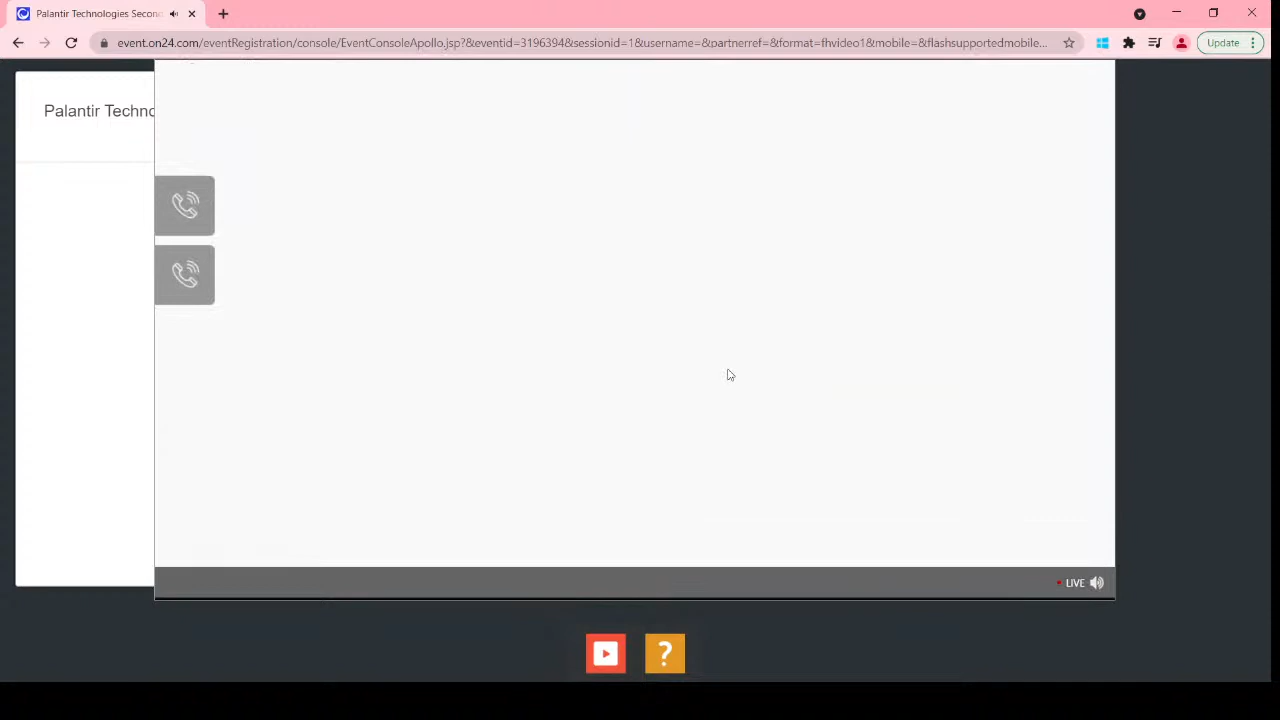 Palantir Technologies Secon
Update
event.on24.com/eventRegistration/console/EventConsoleApollo.jsp?&eventid=3196394&sessionid=1&username=&partnerref=&format=fhvideo1&mobile=&flashsupportedmobile...
Palantir Techno
LIVE
?